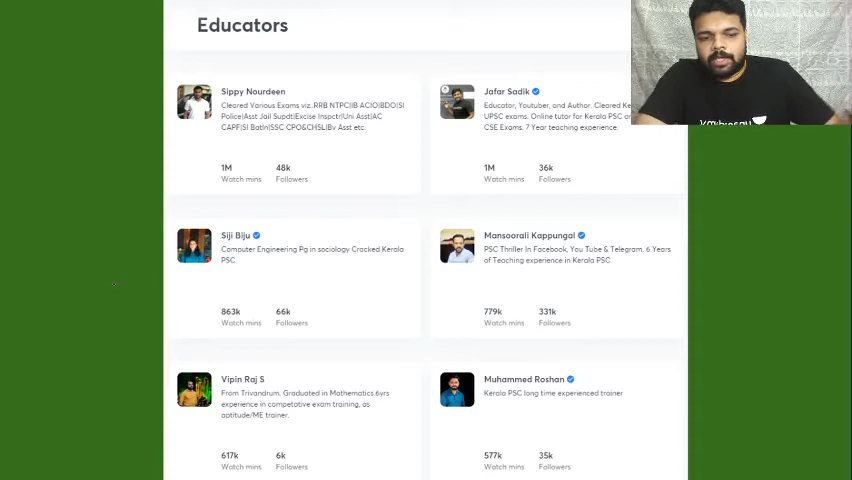 Educators
Sippy Nourdeen
Cleared Various Exams viz..RRB NTPC|IB ACIO|BDO|SI
Police|Asst Jail Supdt|Excise Inspctr|Uni Asst|AC
CAPF|SI Batln|SSC CPO&CHSL|Bv Asst etc.
1M
48k
Watch mins
Followers
Jafar Sadik
Educator, Youtuber, and Author. Cleared
UPSC exams. Online tutor for Kerala PSC
CSE Exams. 7 Year teaching experience.
1M
36k
Watch mins
Followers
Siji Biju
Computer Engineering Pg in sociology Cracked Kerala
PSC
863k
66k
Watch mins
Followers
Mansoorali Kappungal
PSC Thriller In Facebook, You Tube & Telegram. 6 Years
of Teaching experience in Kerala PSC
779k
331k
Watch mins
Followers
Vipin Raj S
From Trivandrum. Graduated in Mathematics.6yrs
experience in competative exam training, as
aptitude/ME trainer.
617k
6k
Watch mins
Followers
Muhammed Roshan
Kerala PSC long time experienced trainer
577k
35k
Watch mins
Followers